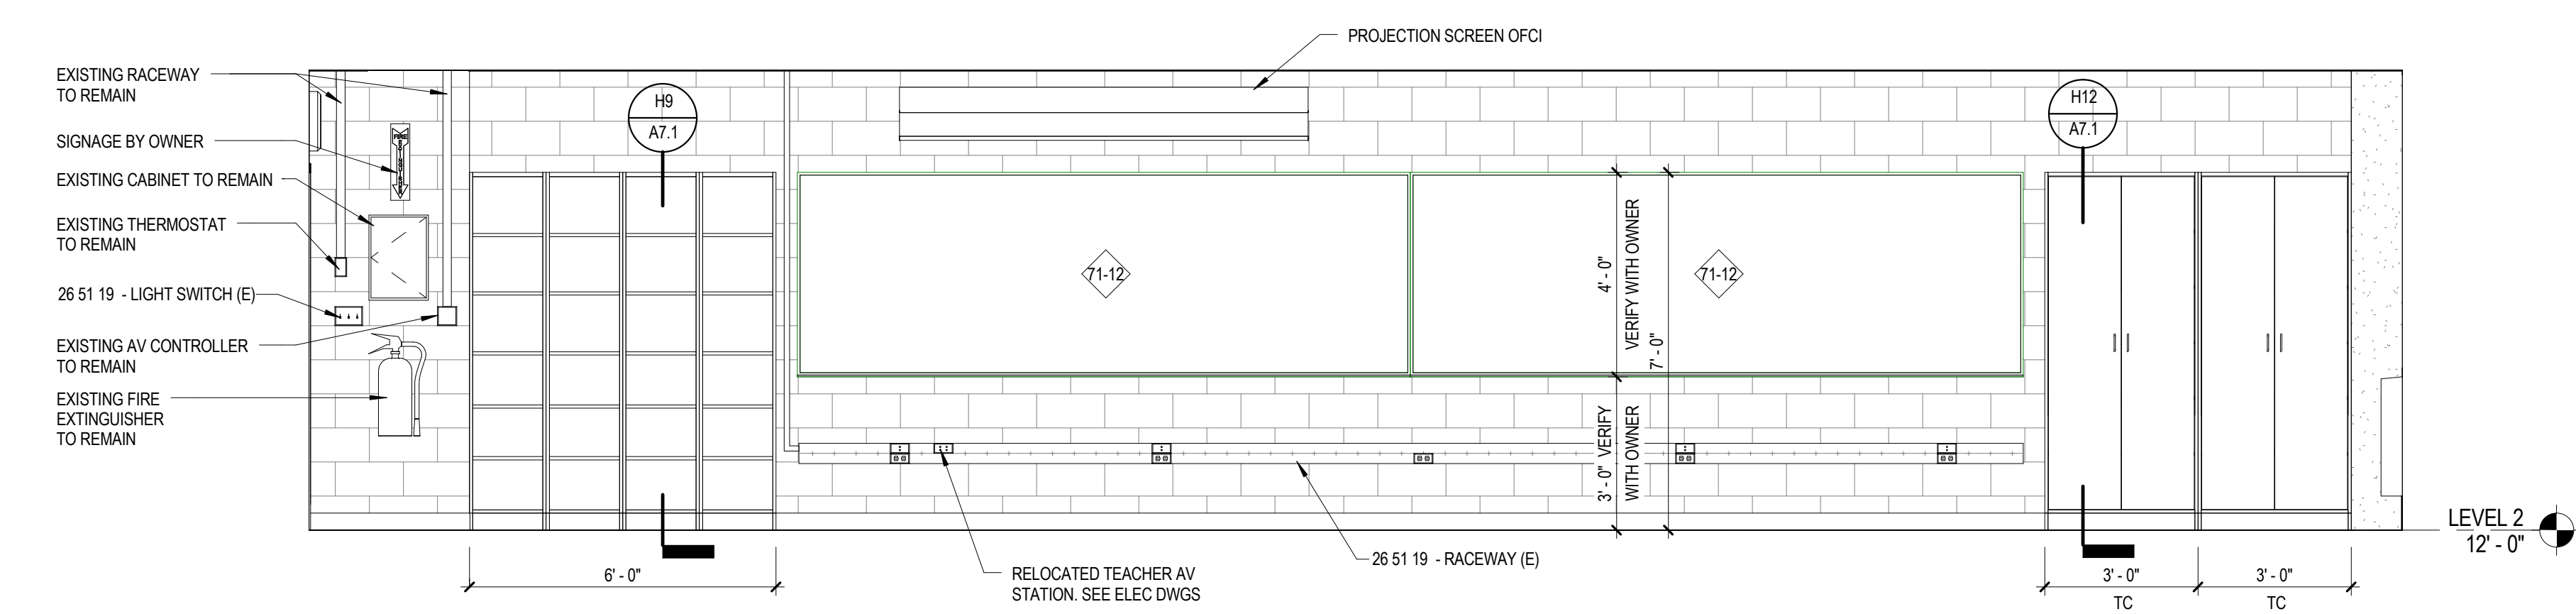 PROJECTION SCREEN OFCI
EXISTING RACEWAY
TO REMAIN
SIGNAGE BY OWNER
EXISTING CABINET TO REMAIN
EXISTING THERMOSTAT
TO REMAIN
26 51 19 - LIGHT SWITCH (E)
EXISTING AV CONTROLLER
TO REMAIN
EXISTING FIRE
EXTINGUISHER
TO REMAIN
FIRE
H9
A7.1
71-12
71-12
4' - 0"
VERIFY WITH OWNER
7' - 0"
3' - 0" VERIFY
WITH OWNER
H12
A7.1
LEVEL 2
12' - 0"
6' - 0"
RELOCATED TEACHER AV
STATION. SEE ELEC DWGS
26 51 19 - RACEWAY (E)
3' - 0"
TC
3' - 0"
TC